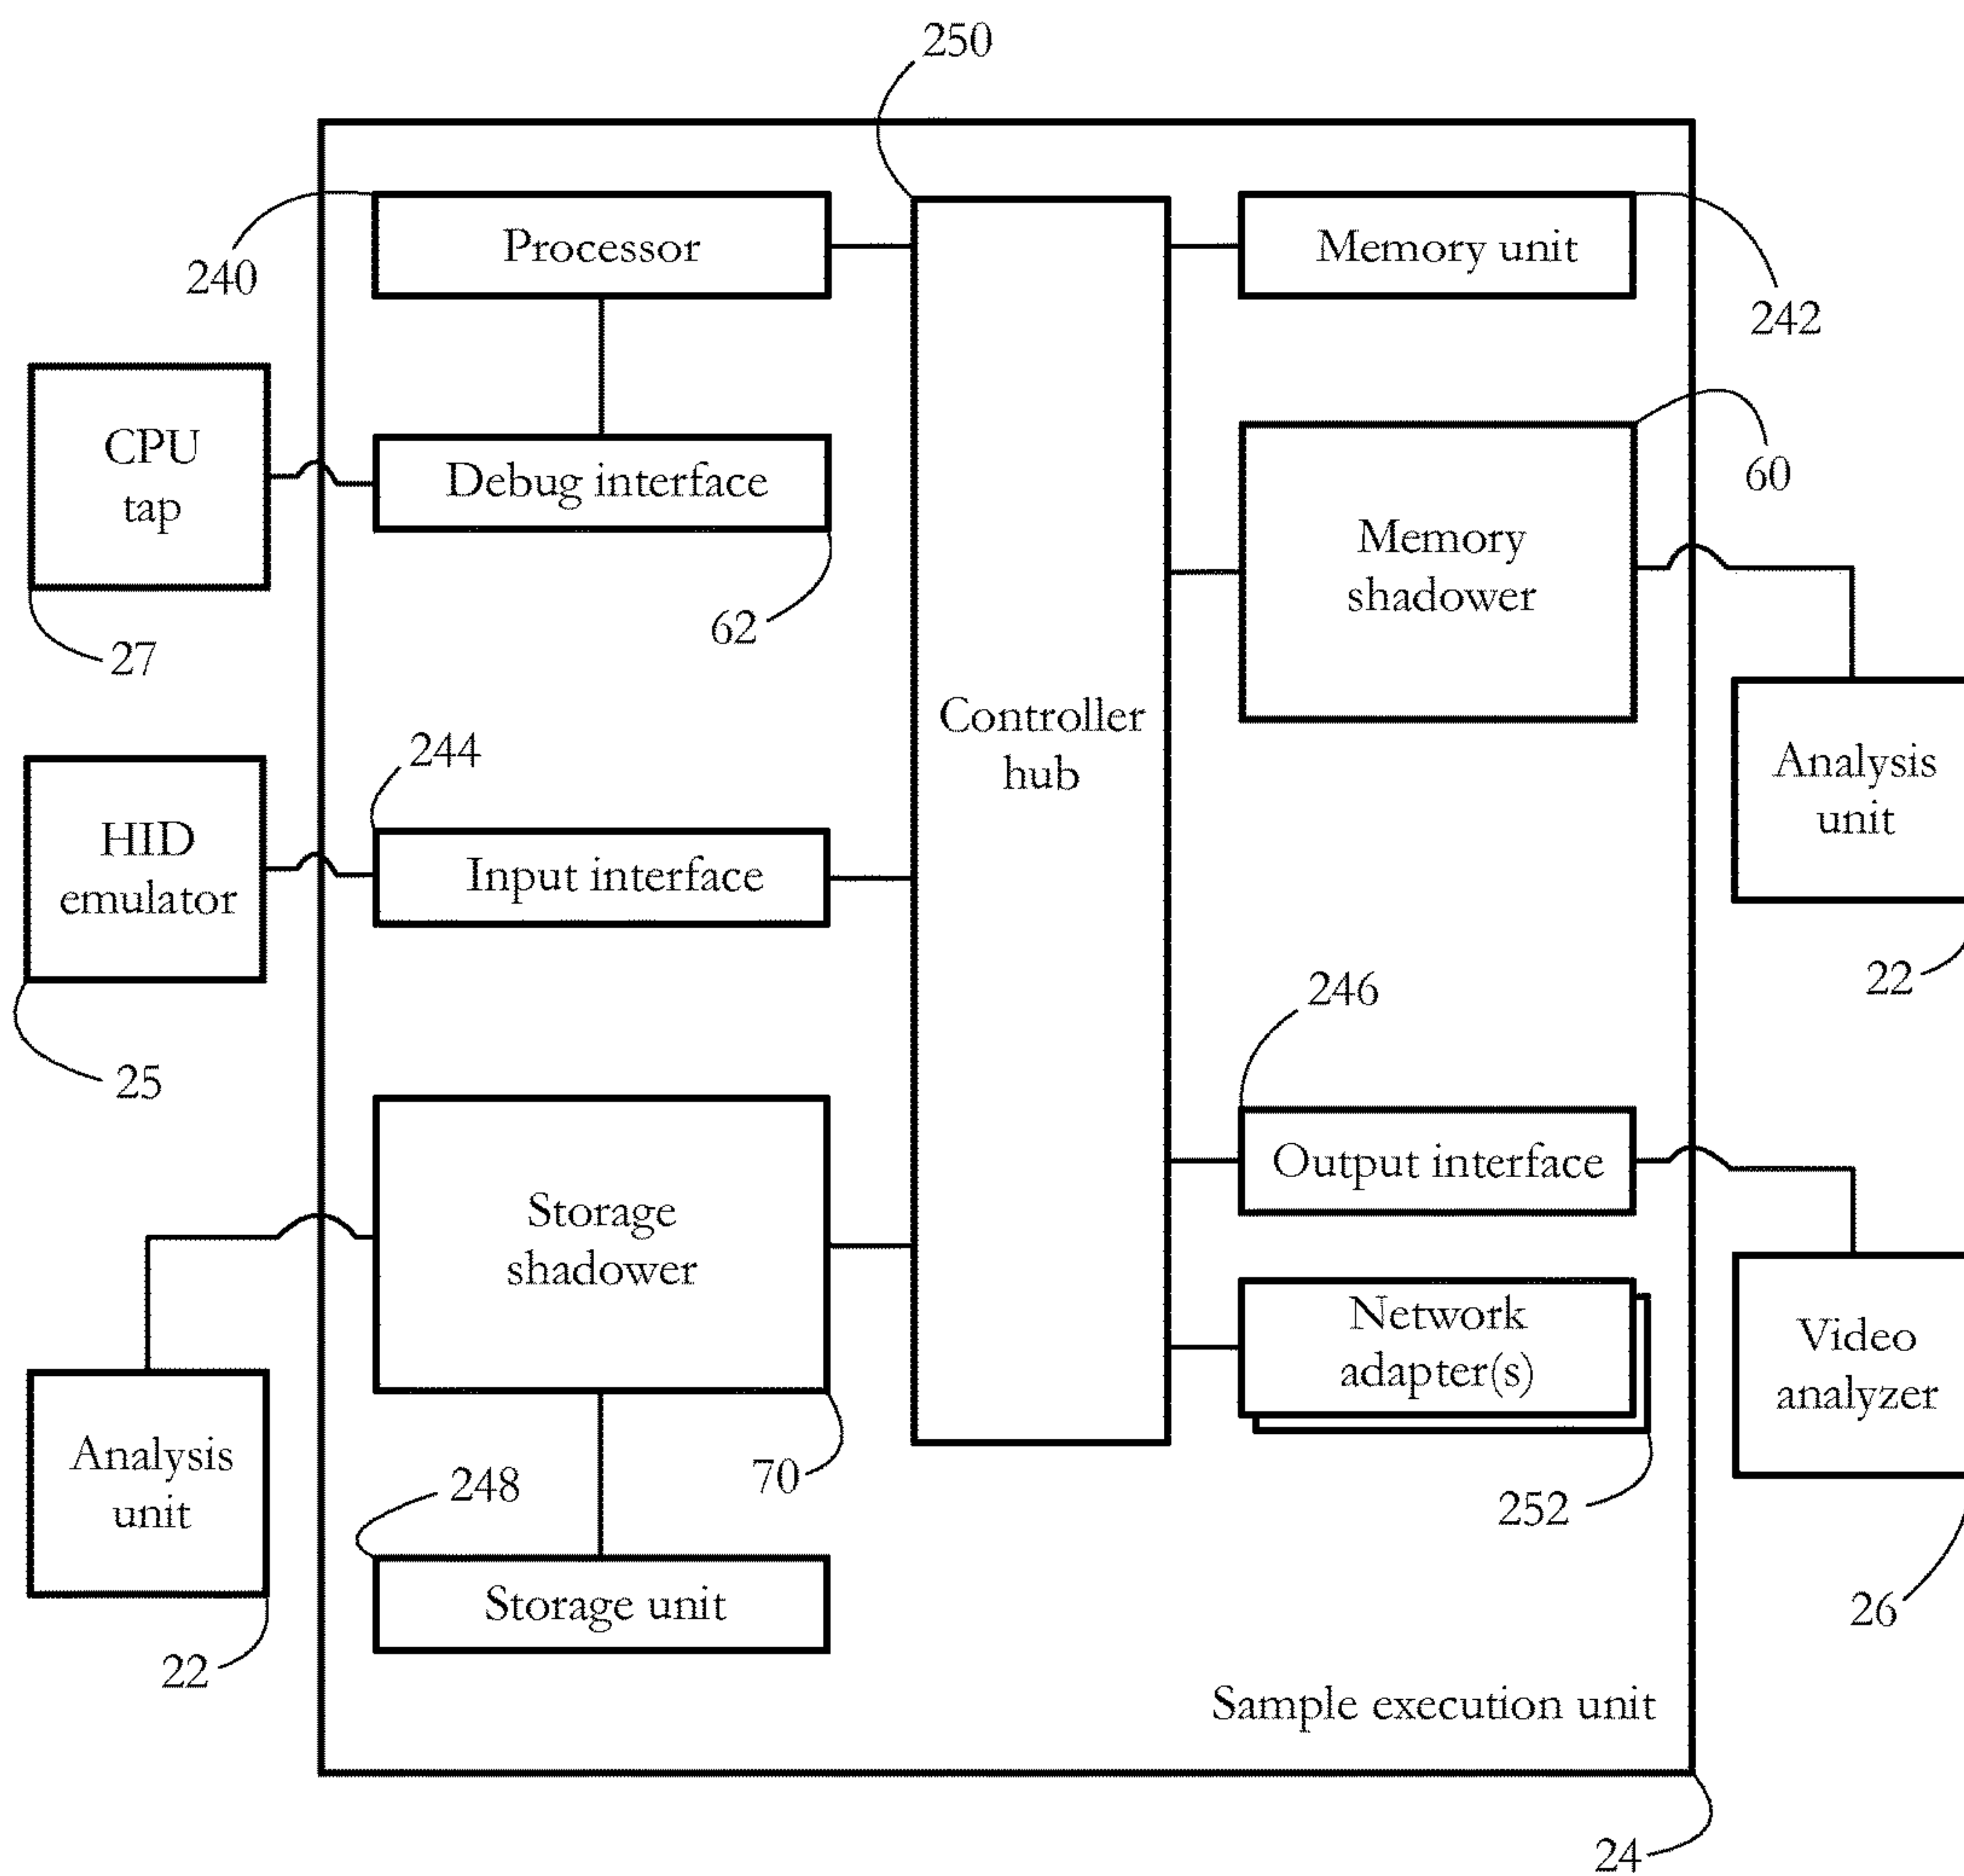 250
Processor
Memory unit
240
242
CPU
tap
Debug interface
60
Memory
shadower
62
27
Controller
hub
244
Analysis
unit
HID
emulator
Input interface
22
246
25
Output interface
Storage
shadower
Network
adapter(s)
Video
analyzer
Analysis
unit
70
248
252
Storage unit
26
22
Sample execution unit
24